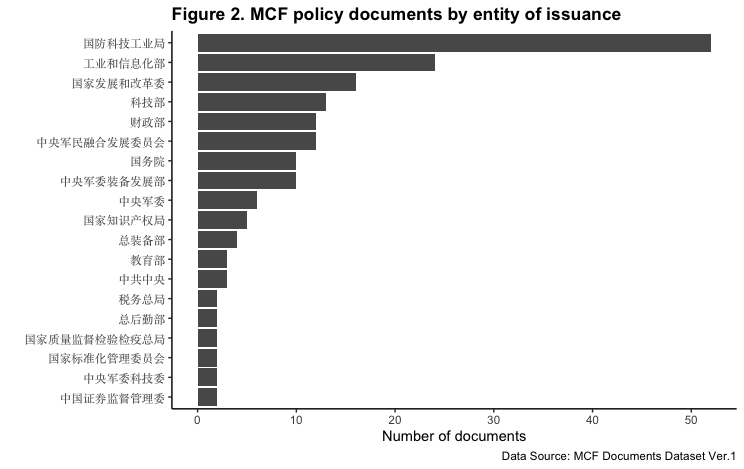 Figure 2. MCF policy documents by entity of issuance
国防科技工业局
工业和信息化部
国家发展和改革委
科技部
财政部
中央军民融合发展委员会
国务院
中央军委装备发展部
中央军委
国家知识产权局
总装备部
教育部
中共中央
税务总局
总后勤部
国家质量监督检验检疫总局
国家标准化管理委员会
中央军委科技委
中国证券监督管理委
0 10 20 30 40 50
Number of documents
Data Source: MCF Documents Dataset Ver.1